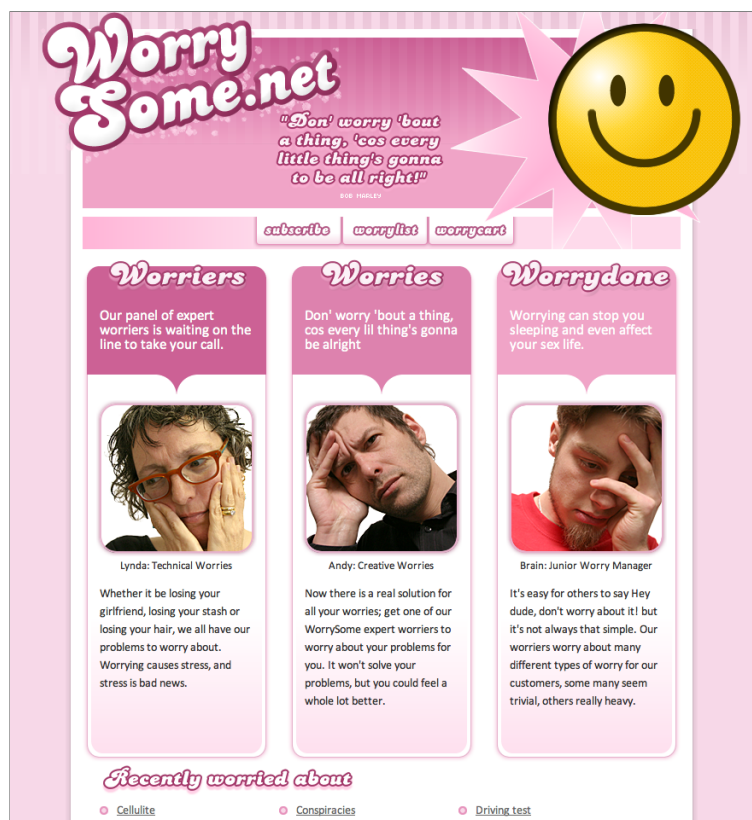 Worry
Some.net
"Don' worry 'bout
a thing, 'cos every
little thing's gonna
to be all right!"
BOB MARLEY
subscribe
worrylist
worrycart
Worriers
Our panel of expert
worriers is waiting on the
line to take your call.
Lynda: Technical Worries
Whether it be losing your
girlfriend, losing your stash or
losing your hair, we all have our
problems to worry about.
Worrying causes stress, and
stress is bad news.
Worries
Don' worry 'bout a thing,
cos every lil thing's gonna
be alright
Andy: Creative Worries
Now there is a real solution for
all your worries; get one of our
WorrySome expert worriers to
worry about your problems for
you. It won't solve your
problems, but you could feel a
whole lot better.
Worrydone
Worrying can stop you
sleeping and even affect
your sex life.
Brain: Junior Worry Manager
It's easy for others to say Hey
dude, don't worry about it! but
it's not always that simple. Our
worriers worry about many
different types of worry for our
customers, some many seem
trivial, others really heavy.
Recently worried about
Cellulite
Conspiracies
Driving test